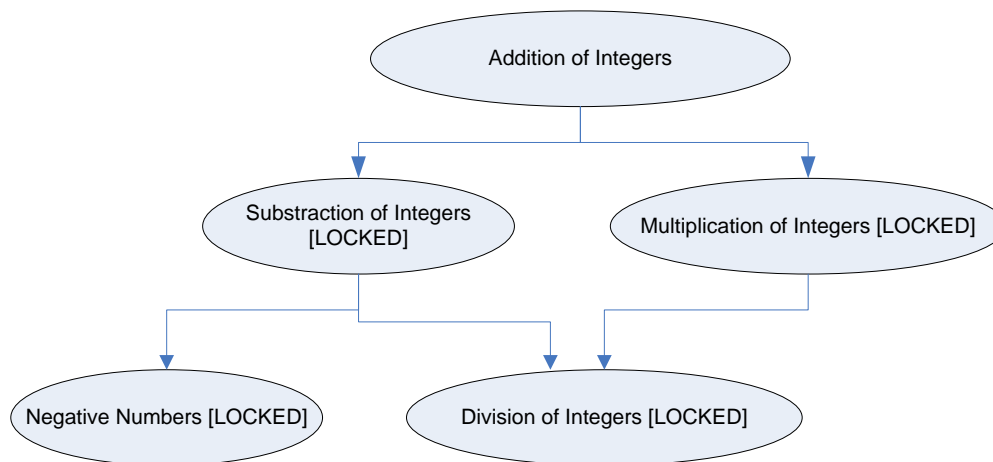 Addition of Integers
Substraction of Integers
[LOCKED]
Multiplication of Integers [LOCKED]
Negative Numbers [LOCKED]
Division of Integers [LOCKED]